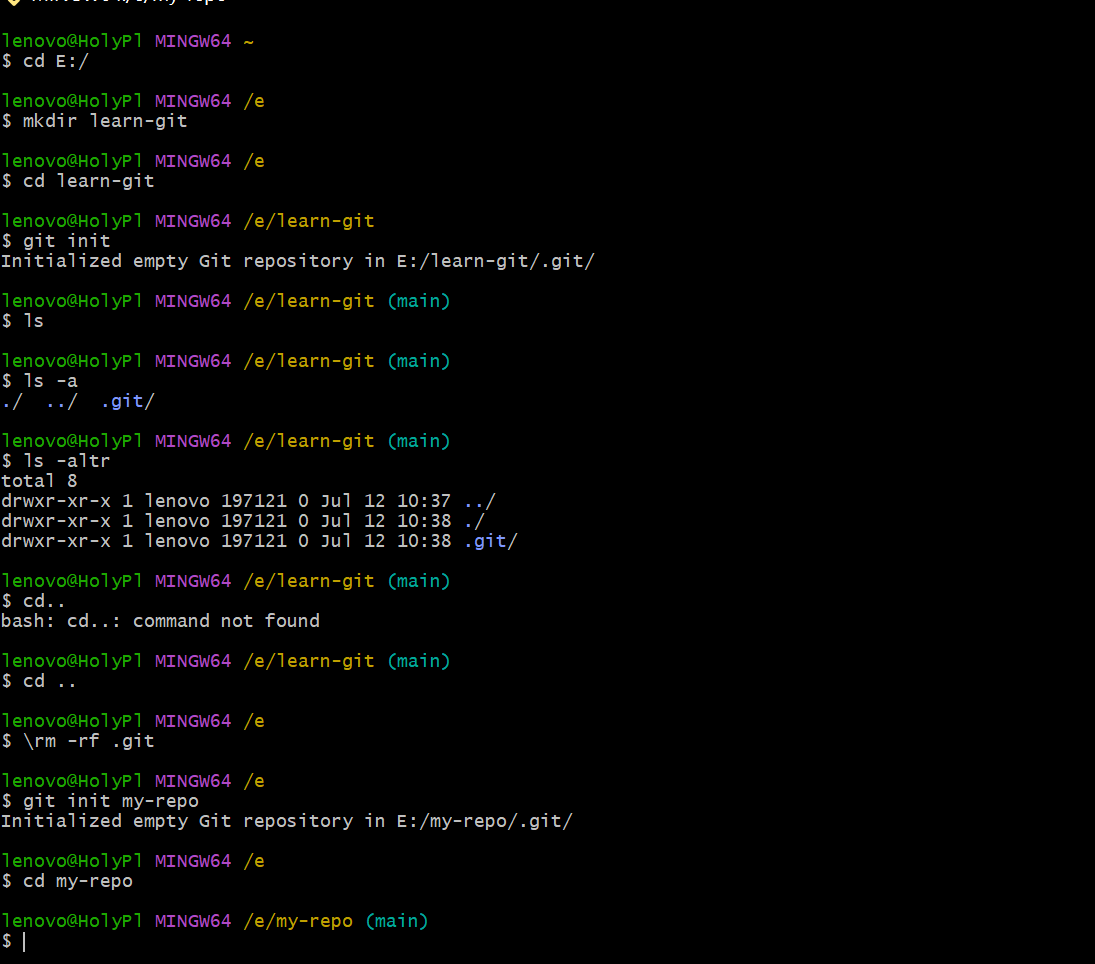 lenovo@HolyPl MINGW64 ~
$ cd E:/
lenovo@HolyPl MINGW64 /e
$ mkdir learn-git
lenovo@HolyPl MINGW64 /e
$ cd learn-git
lenovo@HolyPl MINGW64 /e/learn-git
$ git init
Initialized empty Git repository in E:/learn-git/.git/
lenovo@HolyPl MINGW64 /e/learn-git (main)
$ ls
lenovo@HolyPl MINGW64 /e/learn-git (main)
$ ls -a
./  ../  .git/
lenovo@HolyPl MINGW64 /e/learn-git (main)
$ ls -altr
total 8
drwxr-xr-x 1 lenovo 197121 0 Jul 12 10:37 ../
drwxr-xr-x 1 lenovo 197121 0 Jul 12 10:38 ./
drwxr-xr-x 1 lenovo 197121 0 Jul 12 10:38 .git/
lenovo@HolyPl MINGW64 /e/learn-git (main)
$ cd..
bash: cd..: command not found
lenovo@HolyPl MINGW64 /e/learn-git (main)
$ cd ..
lenovo@HolyPl MINGW64 /e
$ \rm -rf .git
lenovo@HolyPl MINGW64 /e
$ git init my-repo
Initialized empty Git repository in E:/my-repo/.git/
lenovo@HolyPl MINGW64 /e
$ cd my-repo
lenovo@HolyPl MINGW64 /e/my-repo (main)
$